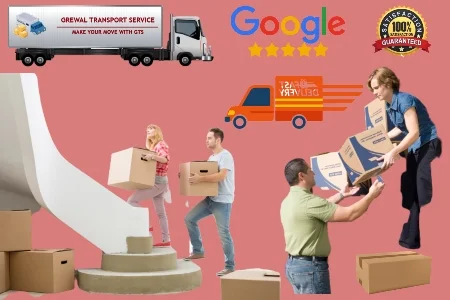 GREWAL TRANSPORT SERVICE
MAKE YOUR MOVE WITH GTS
Google
SATISFACTION
100%
GUARANTEED
FAST
DELIVERY